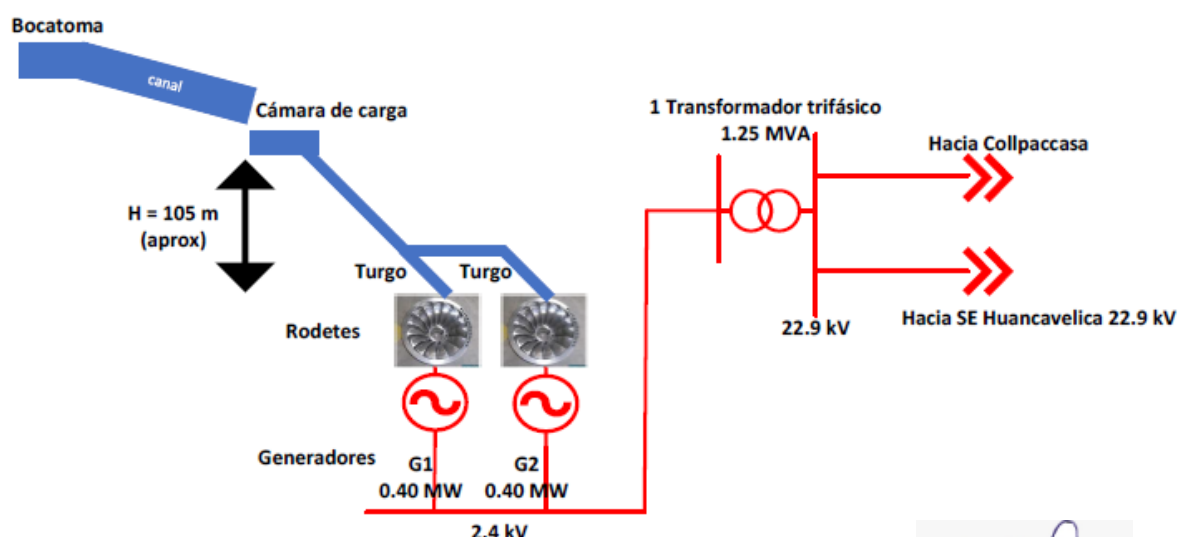 Bocatoma
canal
Cámara de carga
H = 105 m
(aprox)
Turgo
Turgo
Rodetes
Generadores
G1
0.40 MW
G2
0.40 MW
2.4 kV
1 Transformador trifásico
1.25 MVA
22.9 kV
Hacia Collpaccasa
Hacia SE Huancavelica 22.9 kV